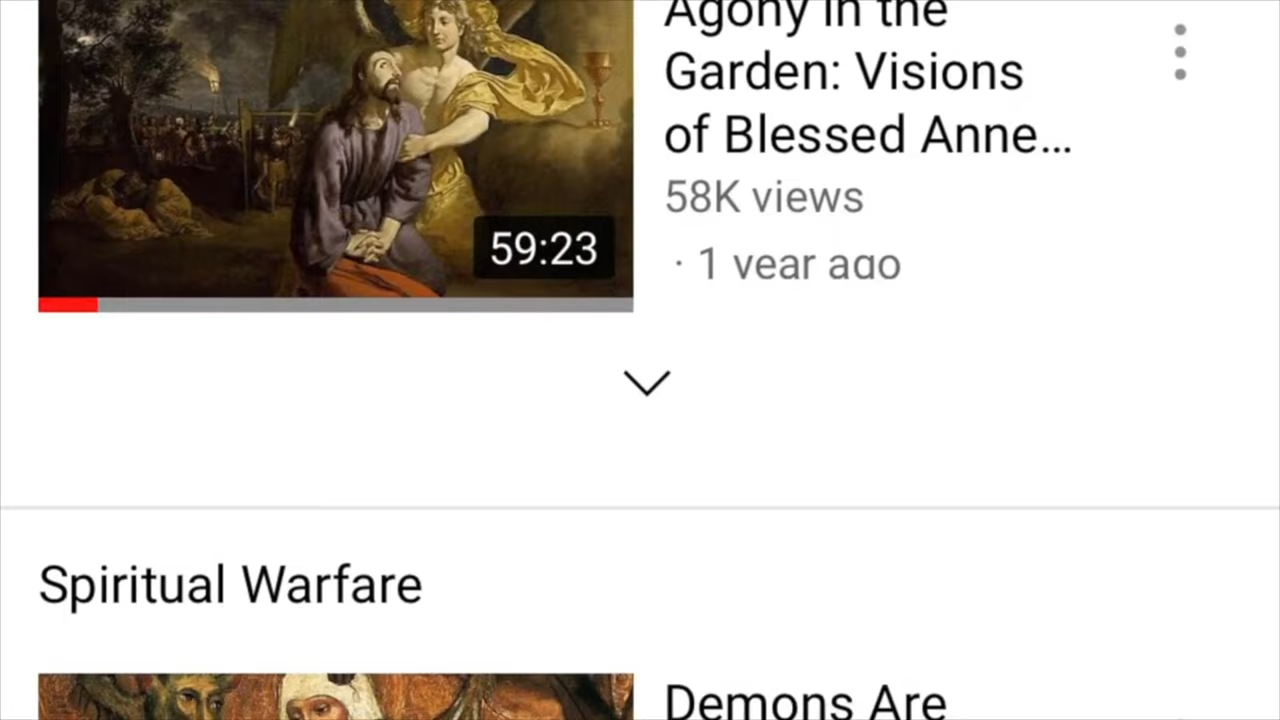 Agony in the
Garden: Visions
of Blessed Anne...
58K views
59:23
· 1 year ago
Spiritual Warfare
Demons Are